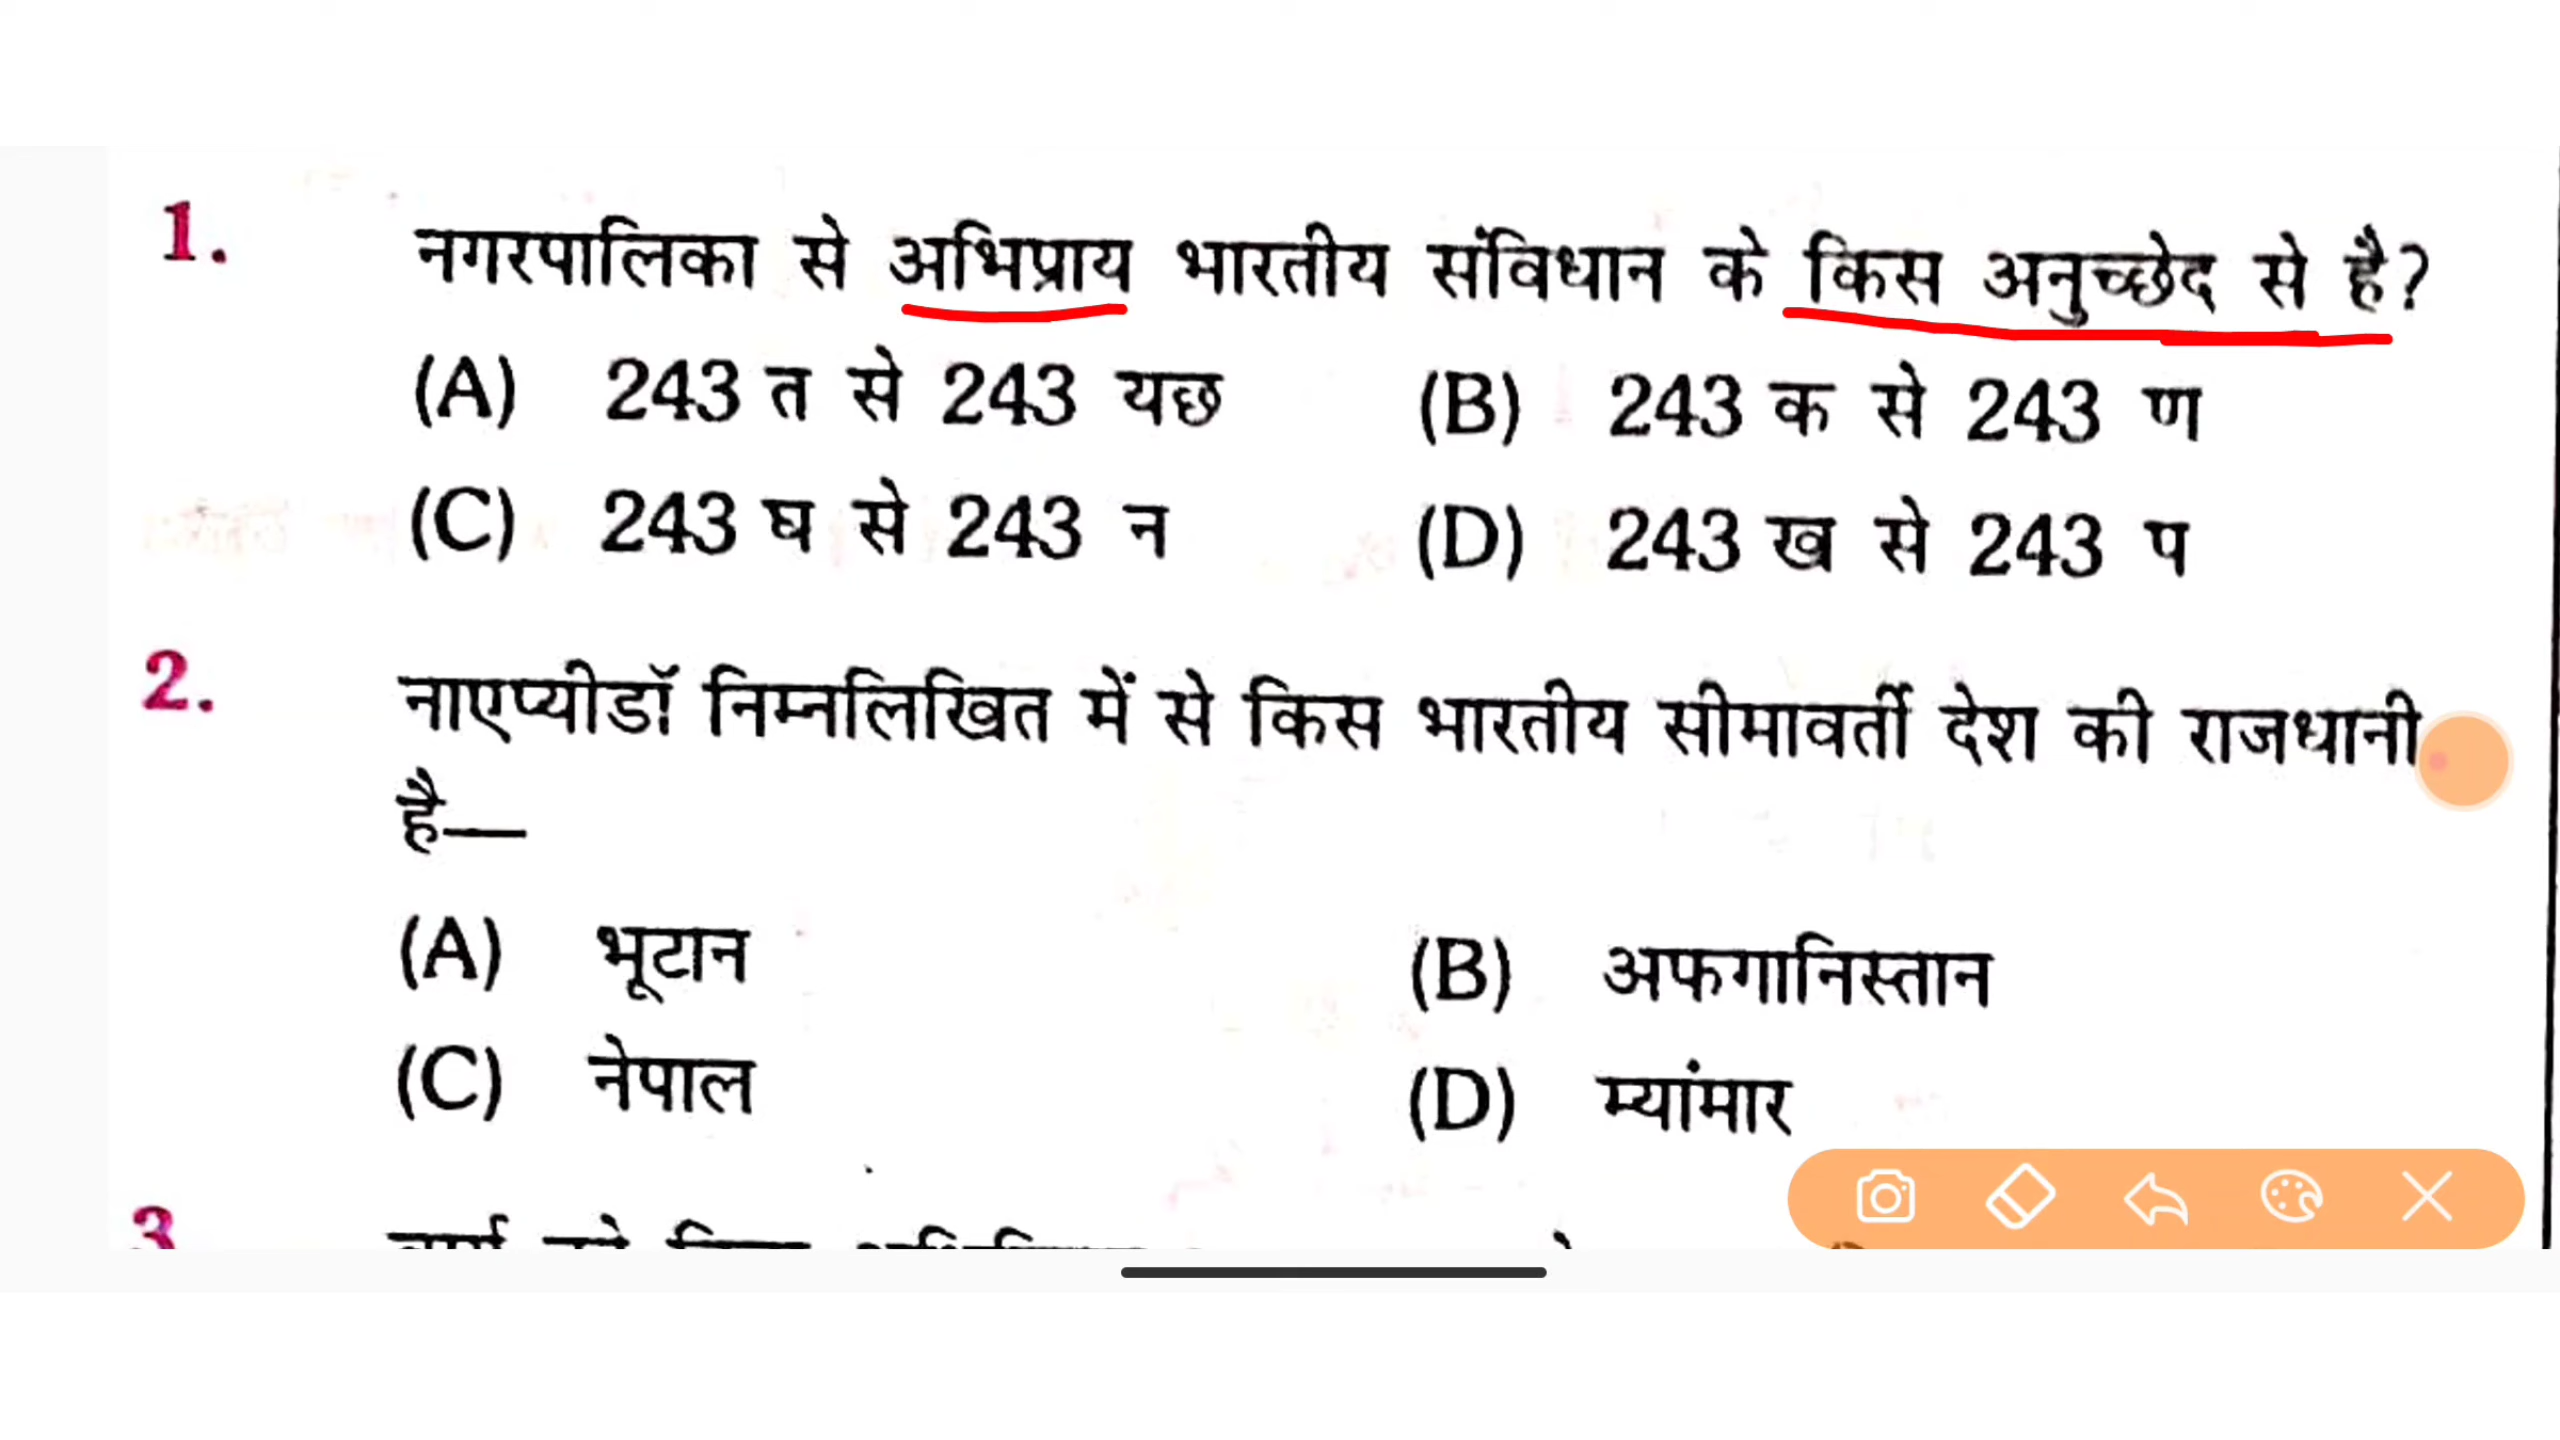 1. नगरपालिका से अभिप्राय भारतीय संविधान के किस अनुच्छेद से है?
(A) 243 त से 243 यछ (B) 243 क से 243 ण
(C) 243 घ से 243 न (D) 243 ख से 243 प
2. नाएप्यीडॉ निम्नलिखित में से किस भारतीय सीमावर्ती देश की राजधानी
है—
(A) भूटान (B) अफगानिस्तान
(C) नेपाल (D) म्यांमार
3